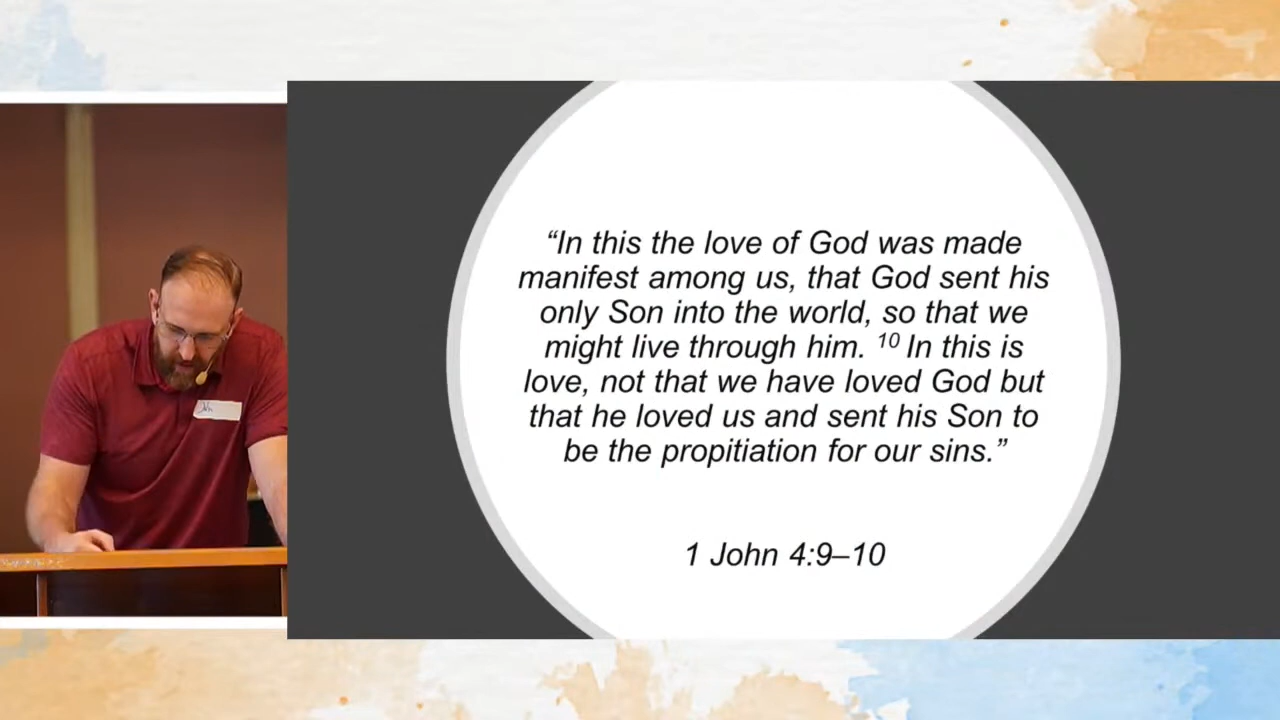 “In this the love of God was made
manifest among us, that God sent his
only Son into the world, so that we
might live through him. ¹⁰ In this is
love, not that we have loved God but
that he loved us and sent his Son to
be the propitiation for our sins.”
1 John 4:9–10